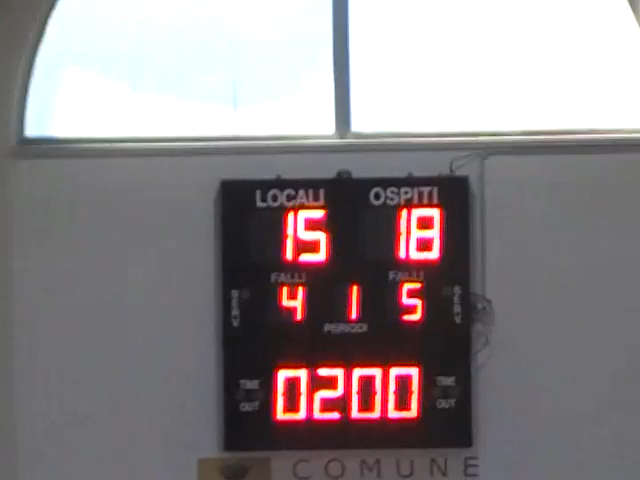 LOCALI OSPITI
15 18
FALLI FALLI
4 1 5
PERIODI
TIME OUT 0200 TIME OUT
COMUNE